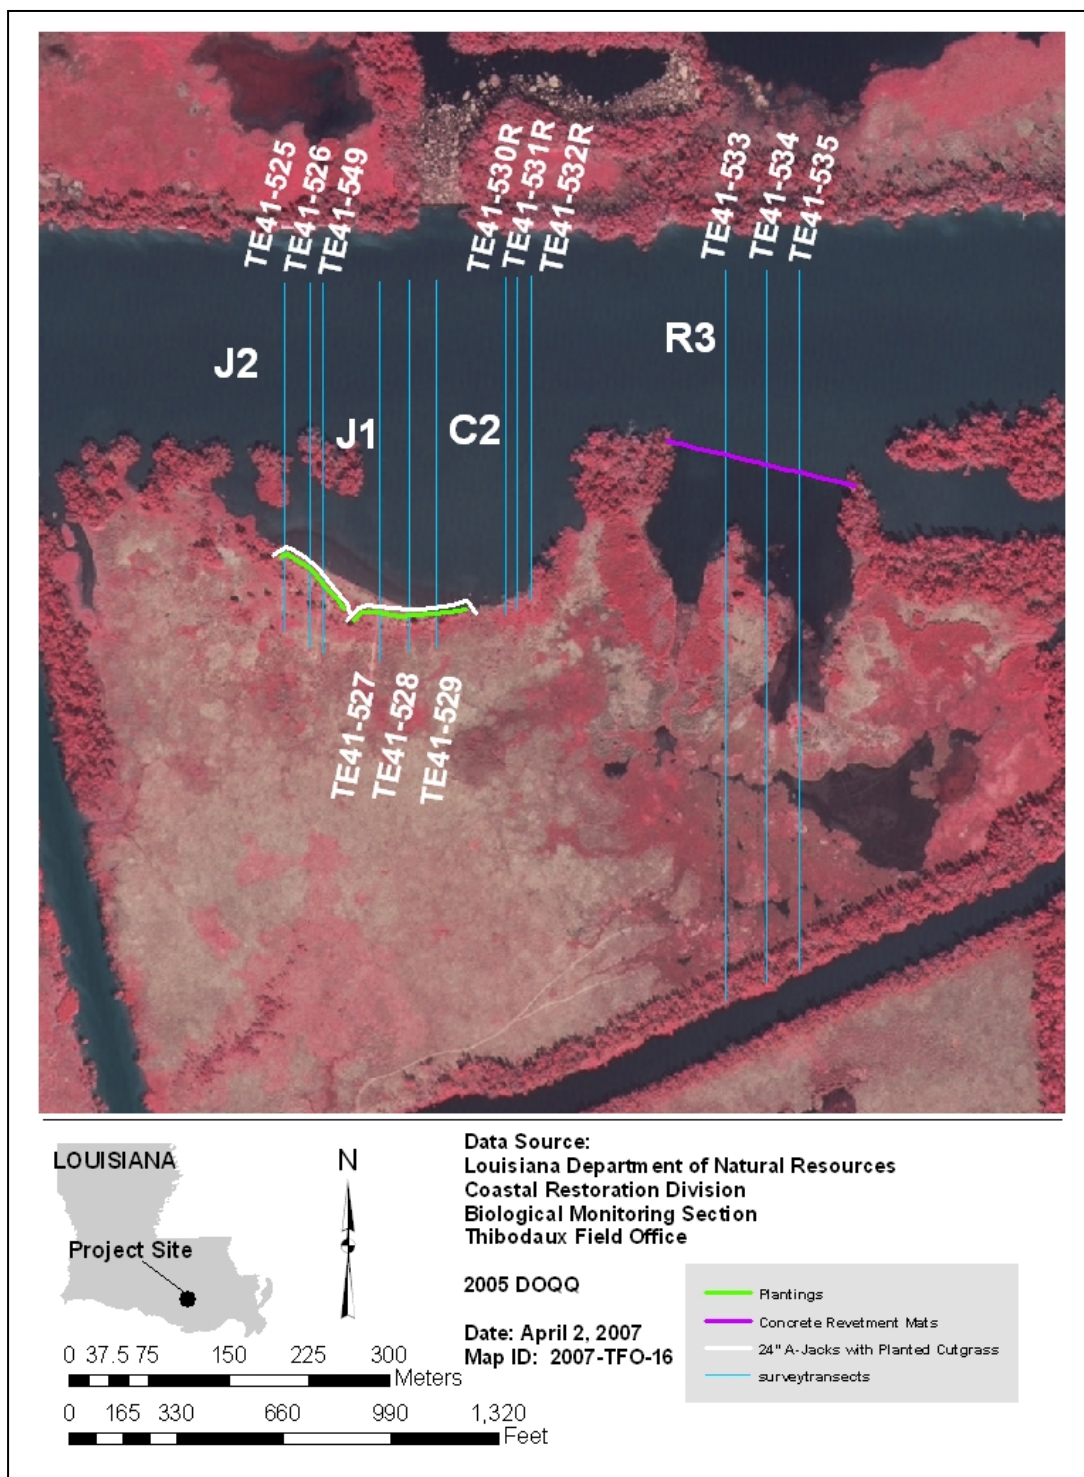 TE41-525
TE41-526
TE41-549
TE41-530R
TE41-531R
TE41-532R
TE41-533
TE41-534
TE41-535
J2
J1
C2
R3
TE41-527
TE41-528
TE41-529
LOUISIANA
Project Site
N
Data Source:
Louisiana Department of Natural Resources
Coastal Restoration Division
Biological Monitoring Section
Thibodaux Field Office
2005 DOQQ
Date: April 2, 2007
Map ID: 2007-TFO-16
Plantings
Concrete Revetment Mats
24" A-Jacks with Planted Cutgrass
surveytransects
0 37.5 75 150 225 300
Meters
0 165 330 660 990 1,320
Feet